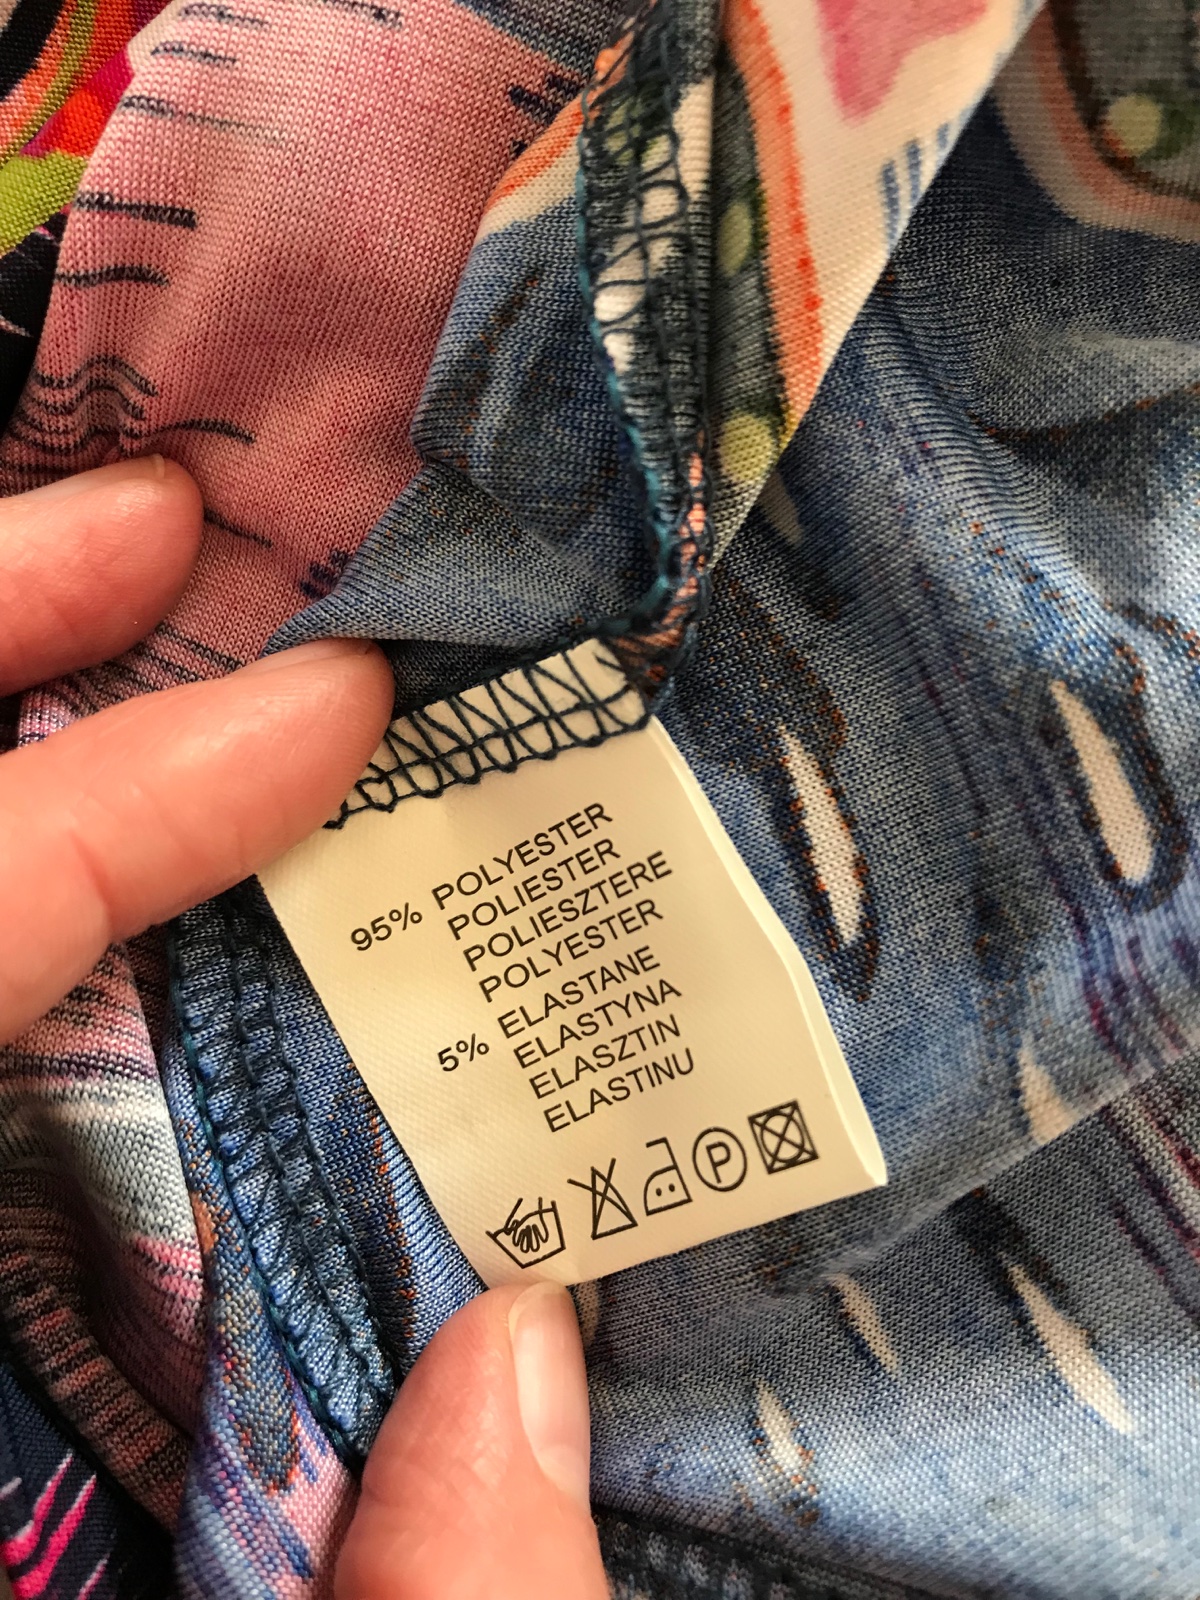 95% POLYESTER
POLIESTER
POLIESZTERE
POLYESTER
5% ELASTANE
ELASTYNA
ELASZTIN
ELASTINU
P